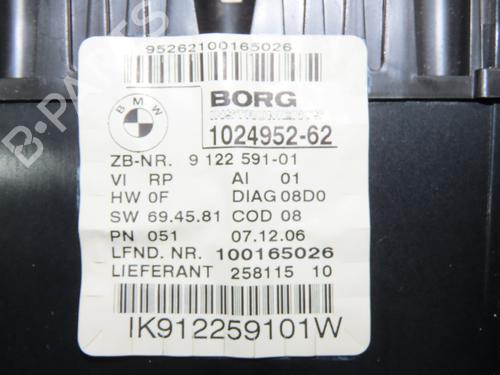 95262100165026
BMW
BORG
INSTRUMENTS
1024952-62
ZB-NR. 9 122 591-01
VI RP AI 01
HW 0F DIAG 08D0
SW 69.45.81 COD 08
PN 051 07.12.06
LFND. NR. 100165026
LIEFERANT 258115 10
IK912259101W
B-PARTS